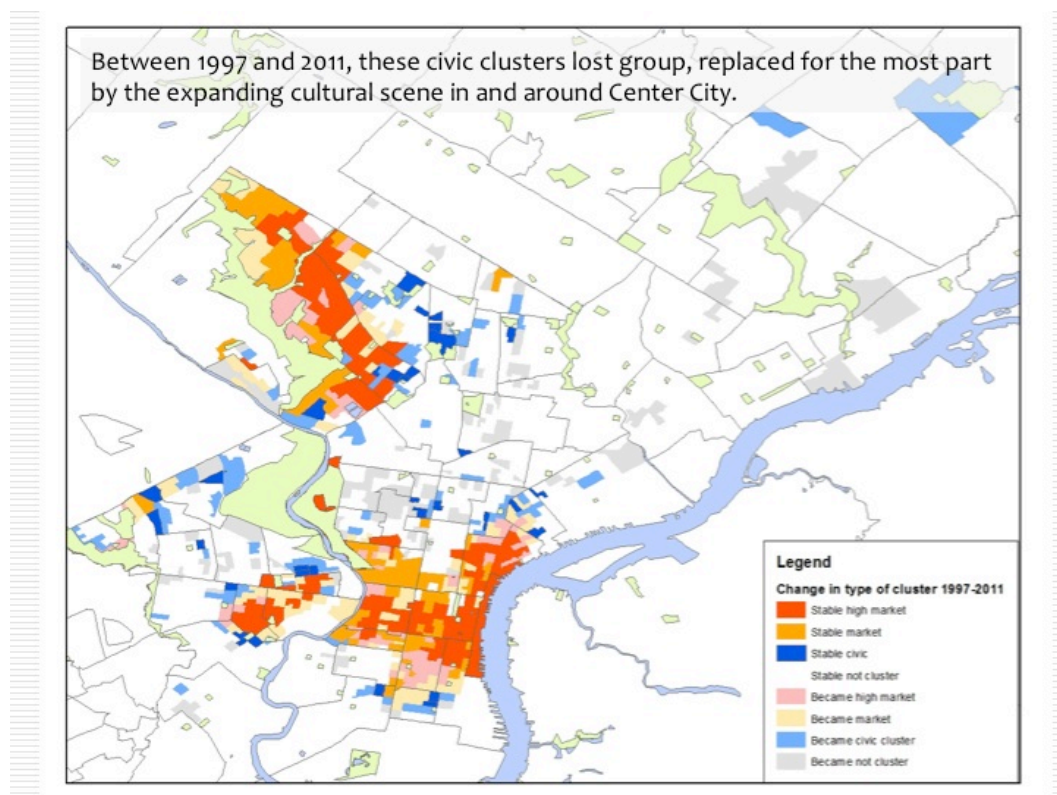 Between 1997 and 2011, these civic clusters lost group, replaced for the most part
by the expanding cultural scene in and around Center City.
Legend
Change in type of cluster 1997-2011
Stable high market
Stable market
Stable civic
Stable not cluster
Became high market
Became market
Became civic cluster
Became not cluster